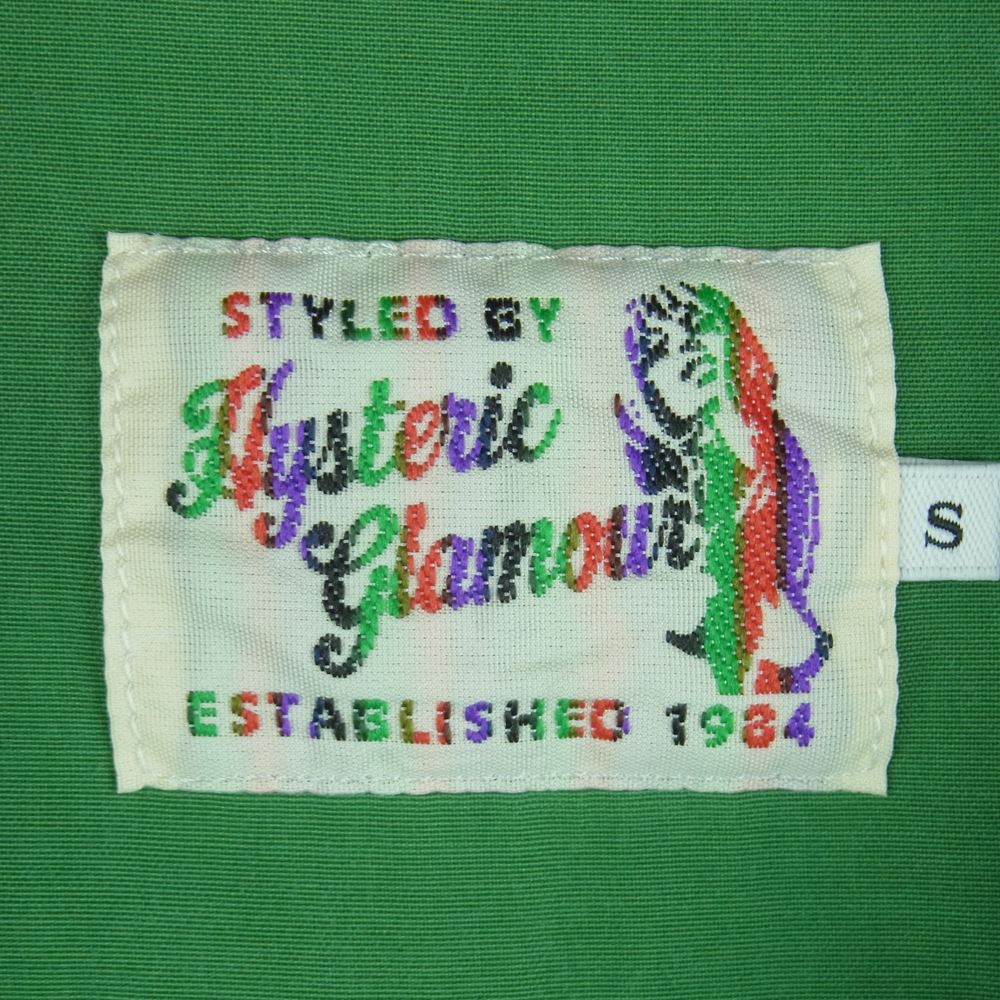 STYLED BY
Hysteric
Glamour
ESTABLISHED 1984
S